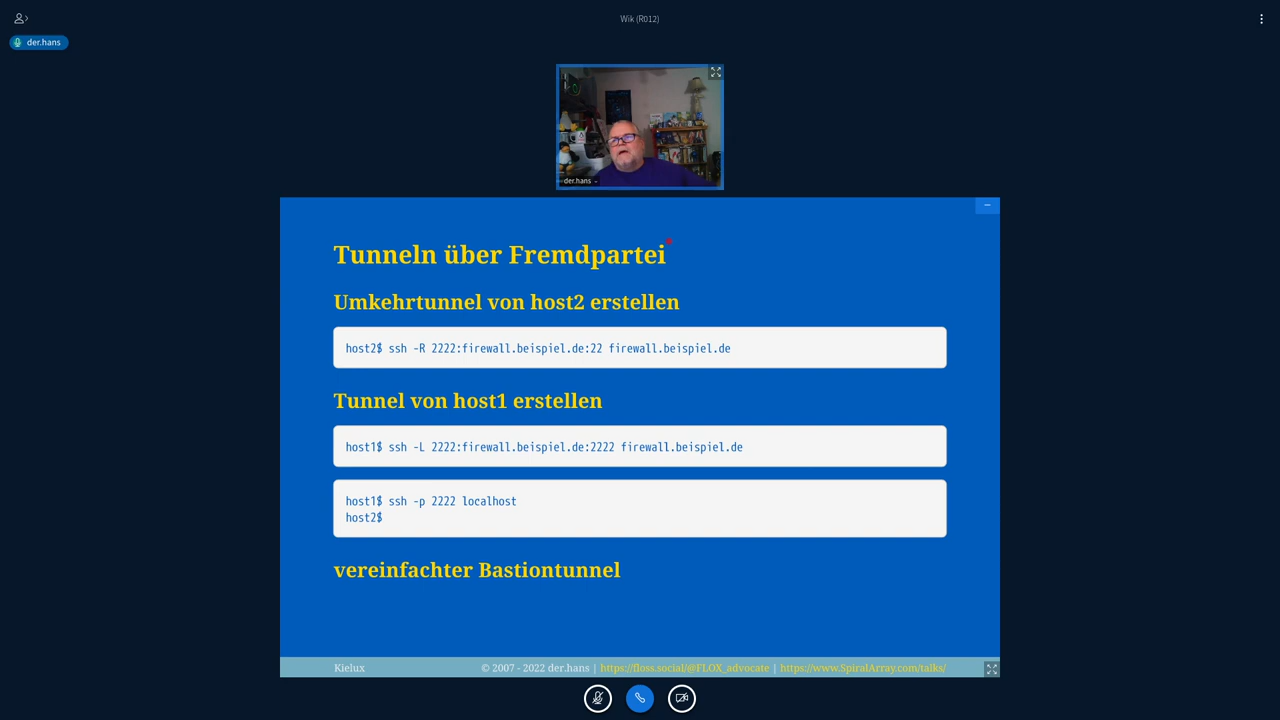 Wik (R012)
der.hans
der.hans
Tunneln über Fremdpartei
Umkehrtunnel von host2 erstellen
host2$ ssh -R 2222:firewall.beispiel.de:22 firewall.beispiel.de
Tunnel von host1 erstellen
host1$ ssh -L 2222:firewall.beispiel.de:2222 firewall.beispiel.de
host1$ ssh -p 2222 localhost
host2$
vereinfachter Bastiontunnel
Kielux © 2007 - 2022 der.hans | https://floss.social/@FLOX_advocate | https://www.SpiralArray.com/talks/